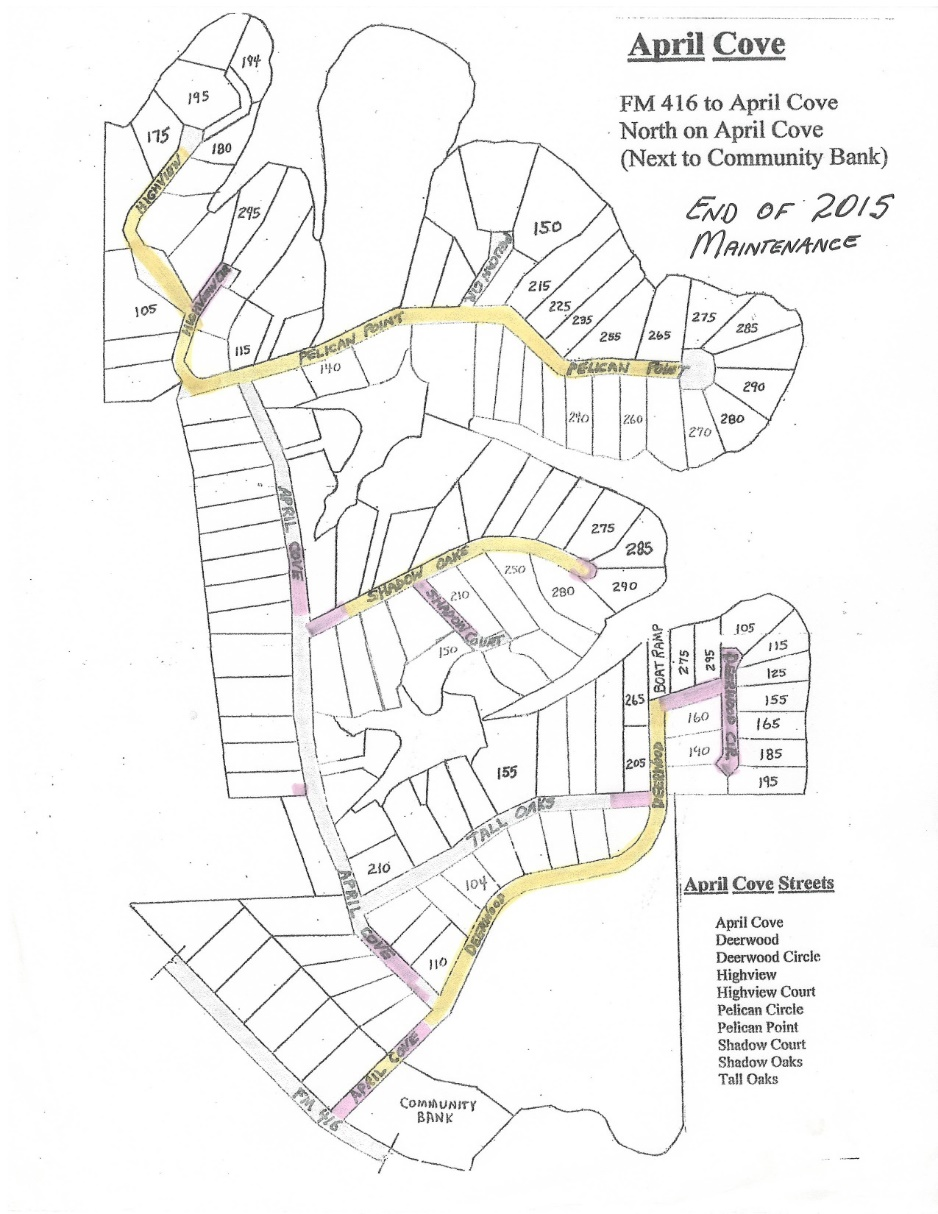 April Cove
FM 416 to April Cove
North on April Cove
(Next to Community Bank)
END OF 2015
MAINTENANCE
194
195
175
180
HIGHVIEW
295
150
105
215
225
235
255
265
275
285
115
PELICAN POINT
140
PELICAN POINT
290
240
260
270
280
APRIL COVE
275
285
SHADOW OAKS
250
210
280
290
SHADOW COURT
150
BOAT RAMP
275
295
105
115
125
265
155
160
165
DEERWOOD CIR
140
185
205
DEERWOOD
195
155
TALL OAKS
210
104
APRIL COVE
DEERWOOD
110
APRIL COVE
FM 416
COMMUNITY
BANK
April Cove Streets
April Cove
Deerwood
Deerwood Circle
Highview
Highview Court
Pelican Circle
Pelican Point
Shadow Court
Shadow Oaks
Tall Oaks